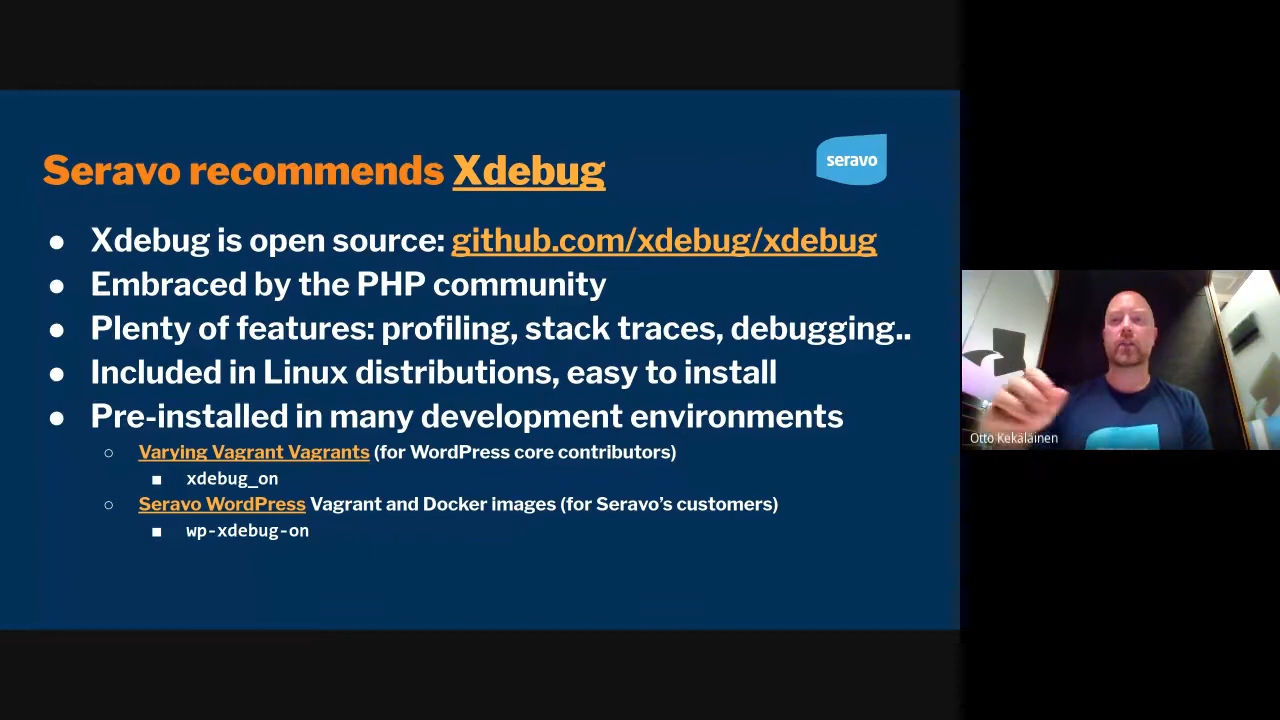 Seravo recommends Xdebug
seravo
● Xdebug is open source: github.com/xdebug/xdebug
● Embraced by the PHP community
● Plenty of features: profiling, stack traces, debugging..
● Included in Linux distributions, easy to install
● Pre-installed in many development environments
○ Varying Vagrant Vagrants (for WordPress core contributors)
■ xdebug_on
○ Seravo WordPress Vagrant and Docker images (for Seravo's customers)
■ wp-xdebug-on
Otto Kekäläinen